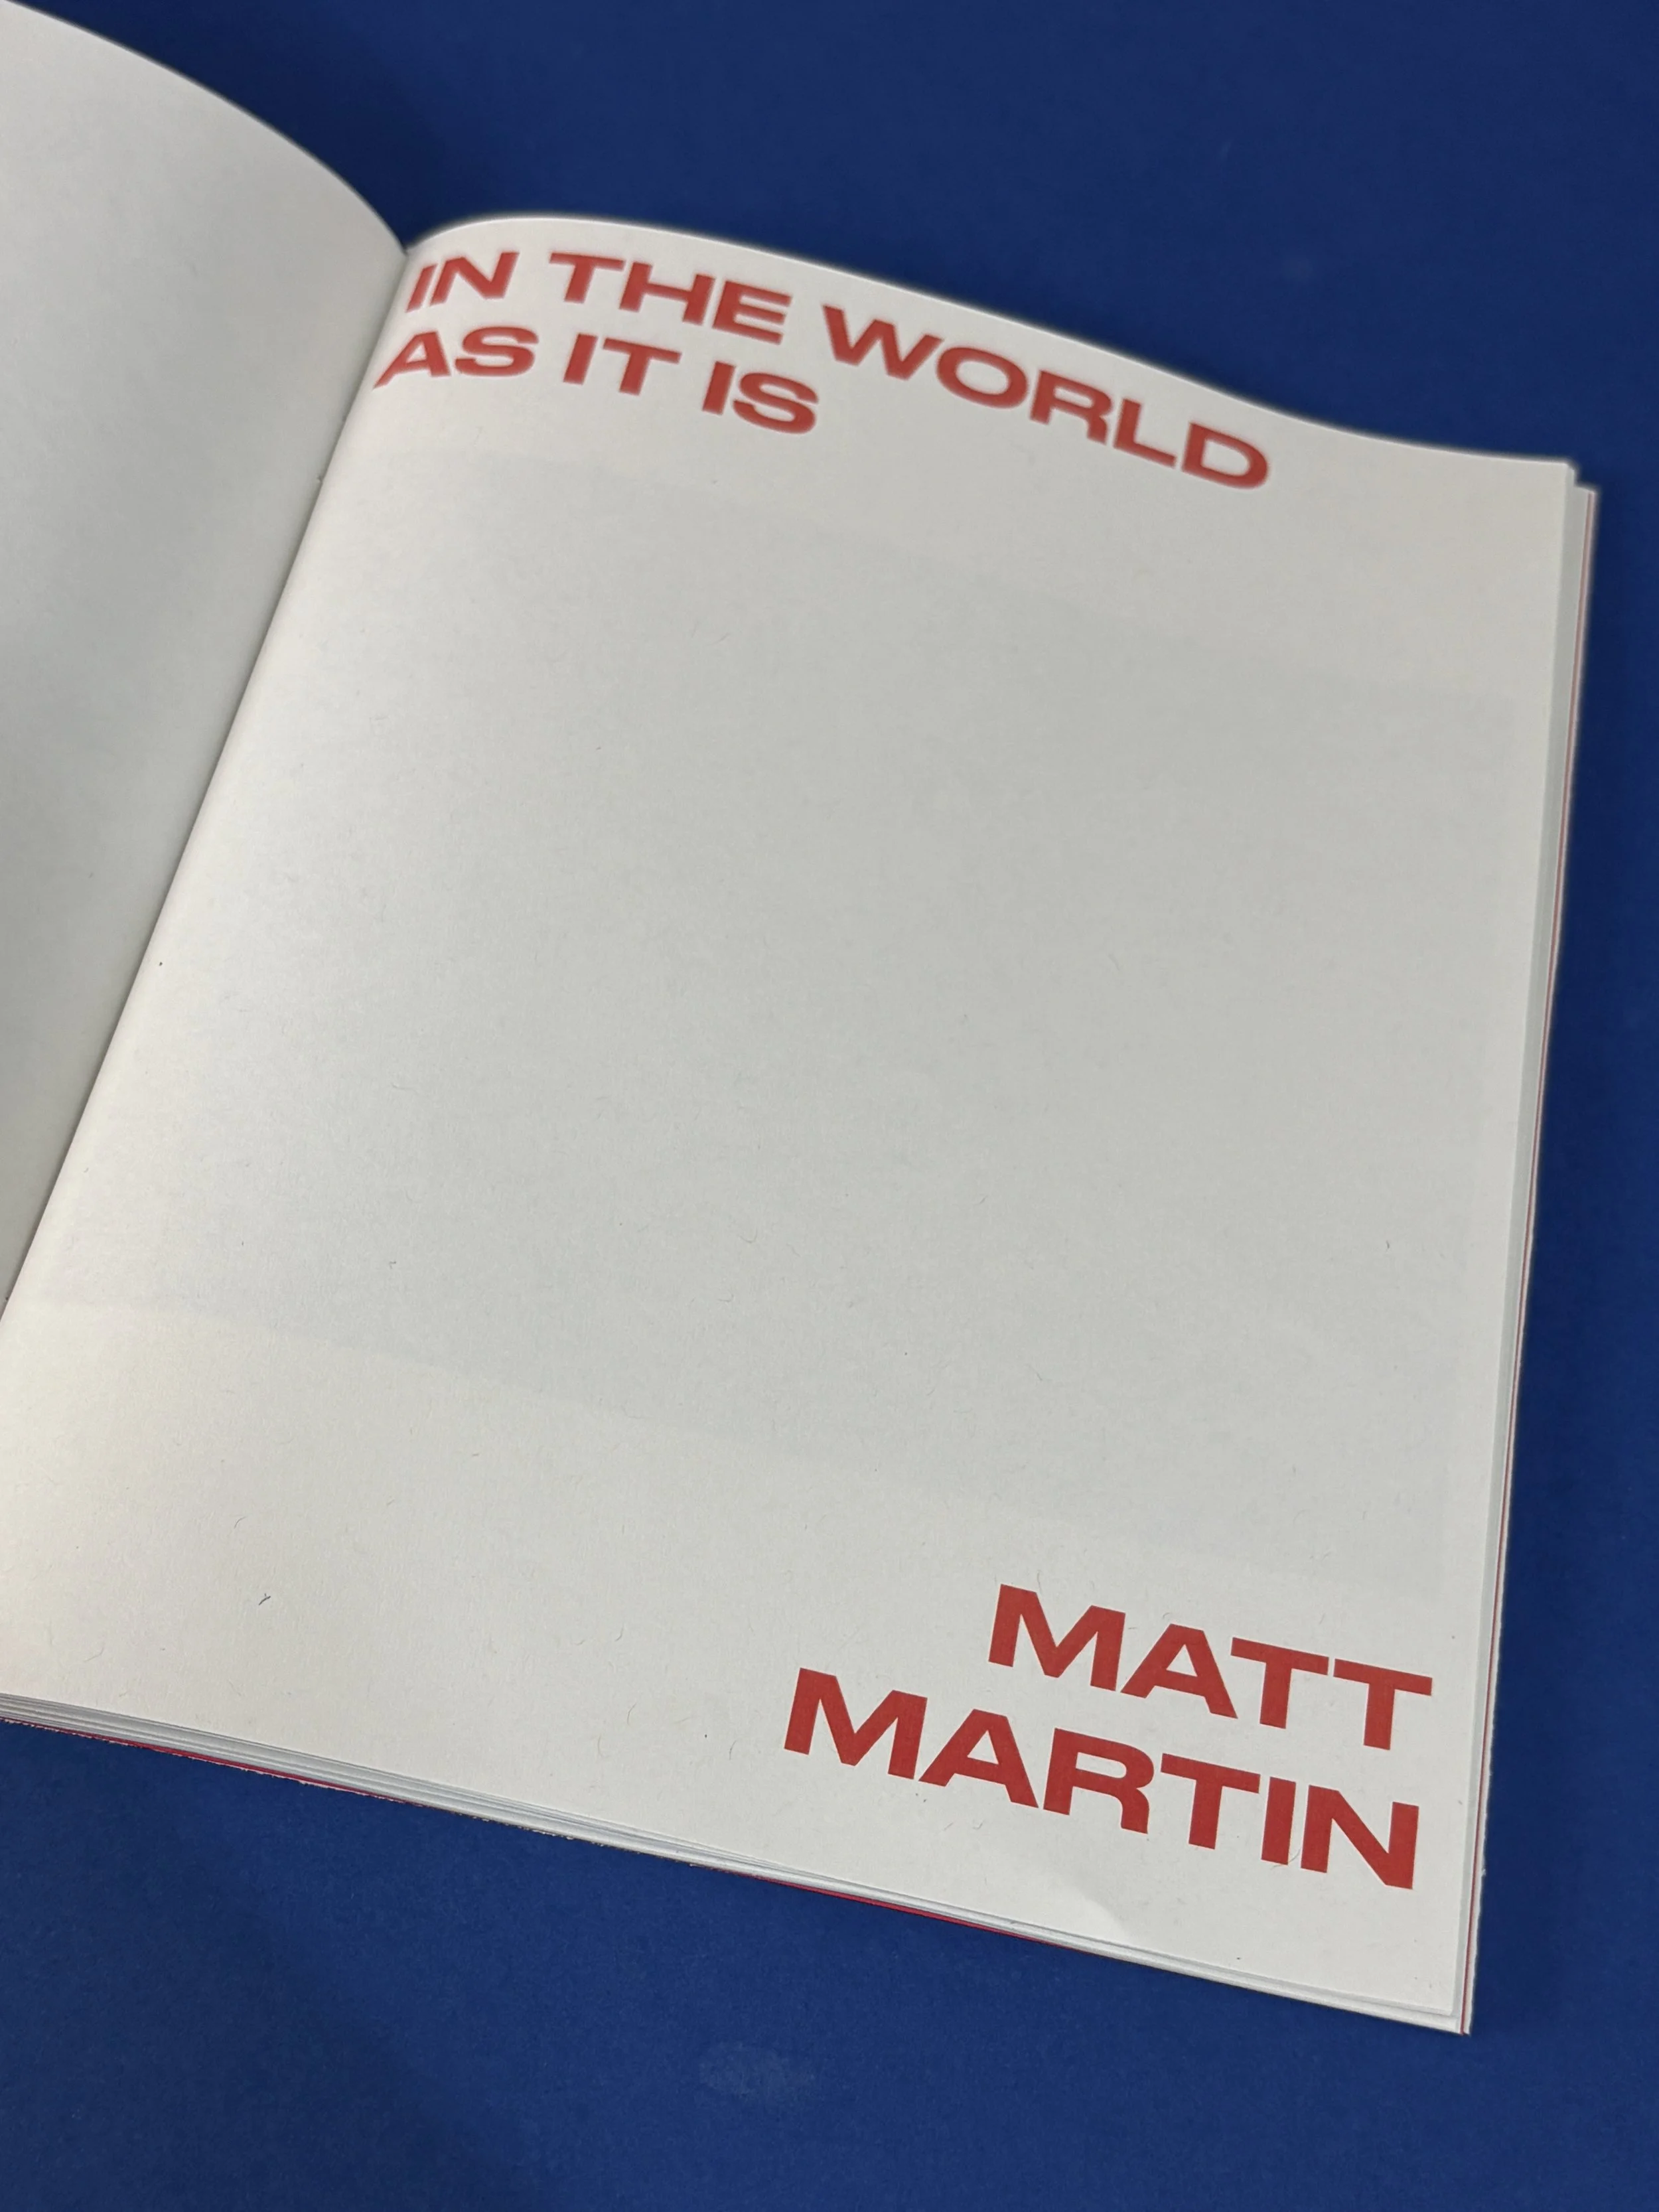 IN THE WORLD
AS IT IS
MATT
MARTIN